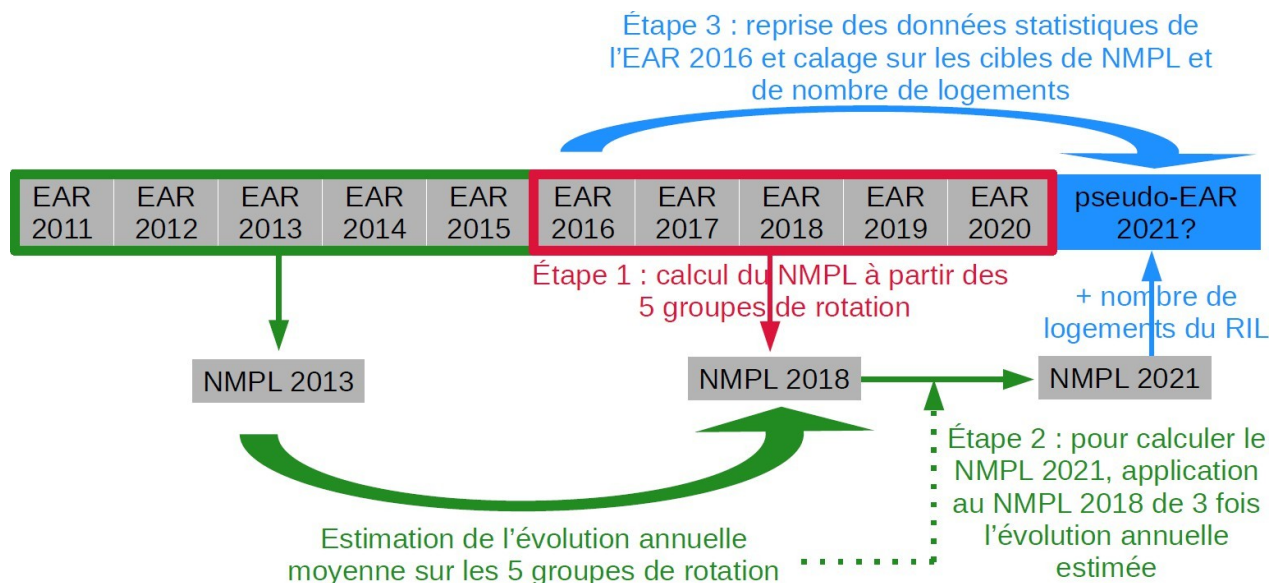 Étape 3 : reprise des données statistiques de
l'EAR 2016 et calage sur les cibles de NMPL et
de nombre de logements
EAR 2011
EAR 2012
EAR 2013
EAR 2014
EAR 2015
EAR 2016
EAR 2017
EAR 2018
EAR 2019
EAR 2020
pseudo-EAR
2021?
Étape 1 : calcul du NMPL à partir des
5 groupes de rotation
+ nombre de
logements du RIL
NMPL 2013
NMPL 2018
NMPL 2021
Étape 2 : pour calculer le
NMPL 2021, application
au NMPL 2018 de 3 fois
l'évolution annuelle
estimée
Estimation de l'évolution annuelle
moyenne sur les 5 groupes de rotation